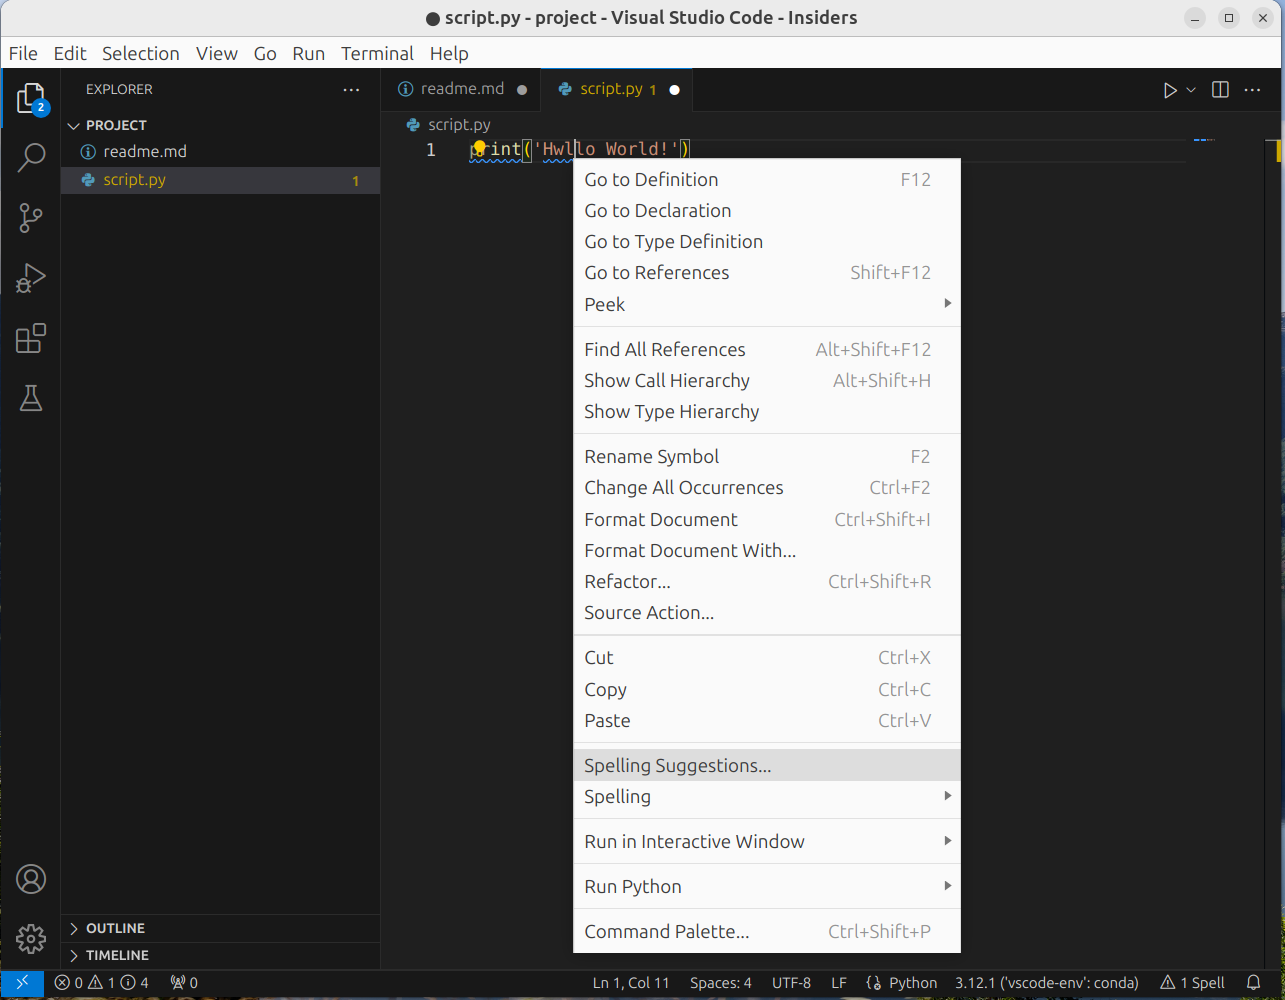 ● script.py - project - Visual Studio Code - Insiders
File Edit Selection View Go Run Terminal Help
2
EXPLORER
readme.md
script.py 1
PROJECT
readme.md
script.py 1
script.py
1 print('Hwllo World!')
Go to Definition F12
Go to Declaration
Go to Type Definition
Go to References Shift+F12
Peek
Find All References Alt+Shift+F12
Show Call Hierarchy Alt+Shift+H
Show Type Hierarchy
Rename Symbol F2
Change All Occurrences Ctrl+F2
Format Document Ctrl+Shift+I
Format Document With...
Refactor... Ctrl+Shift+R
Source Action...
Cut Ctrl+X
Copy Ctrl+C
Paste Ctrl+V
Spelling Suggestions...
Spelling
Run in Interactive Window
Run Python
Command Palette... Ctrl+Shift+P
OUTLINE
TIMELINE
0 1 4 0 Ln 1, Col 11 Spaces: 4 UTF-8 LF Python 3.12.1 ('vscode-env': conda) 1 Spell